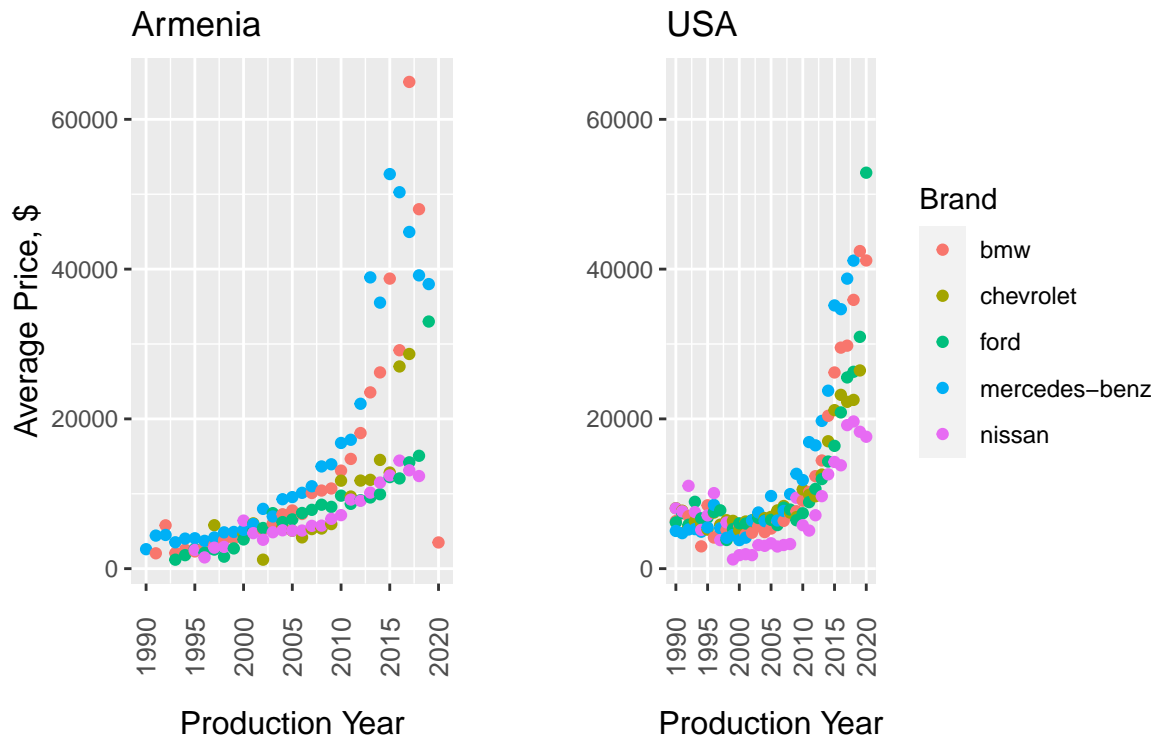 Armenia
USA
Average Price, $
60000
40000
20000
0
1990
1995
2000
2005
2010
2015
2020
Production Year
60000
40000
20000
0
1990
1995
2000
2005
2010
2015
2020
Production Year
Brand
bmw
chevrolet
ford
mercedes−benz
nissan